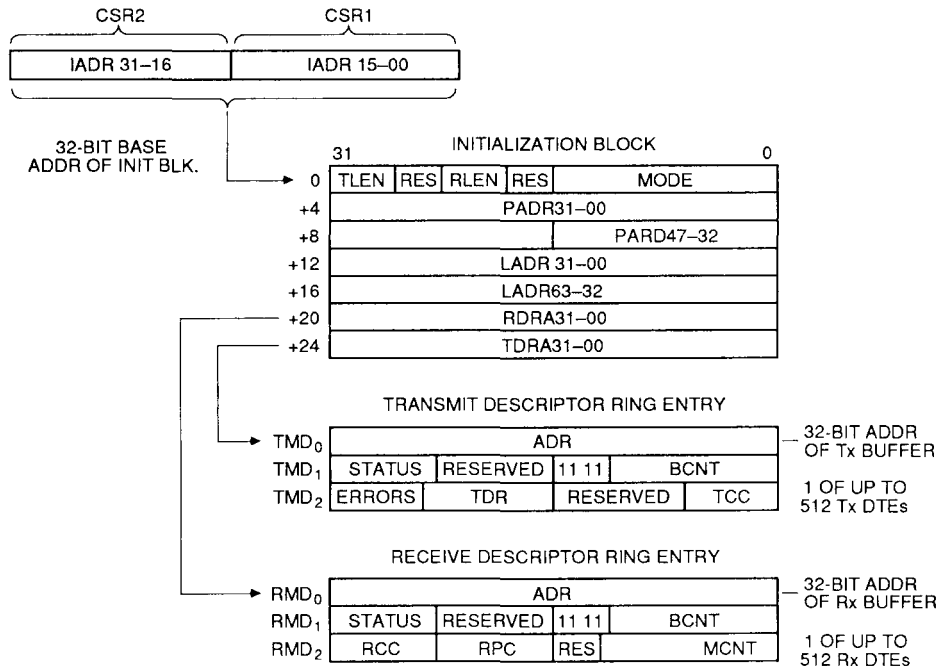 CSR2 CSR1
IADR 31–16 IADR 15–00
32-BIT BASE
ADDR OF INIT BLK.
INITIALIZATION BLOCK
31 0
0 TLEN RES RLEN RES MODE
+4 PADR31–00
+8 PARD47–32
+12 LADR 31–00
+16 LADR63–32
+20 RDRA31–00
+24 TDRA31–00
TRANSMIT DESCRIPTOR RING ENTRY
TMD0 ADR
32-BIT ADDR
OF Tx BUFFER
TMD1 STATUS RESERVED 11 11 BCNT
TMD2 ERRORS TDR RESERVED TCC
1 OF UP TO
512 Tx DTEs
RECEIVE DESCRIPTOR RING ENTRY
RMD0 ADR
32-BIT ADDR
OF Rx BUFFER
RMD1 STATUS RESERVED 11 11 BCNT
RMD2 RCC RPC RES MCNT
1 OF UP TO
512 Rx DTEs